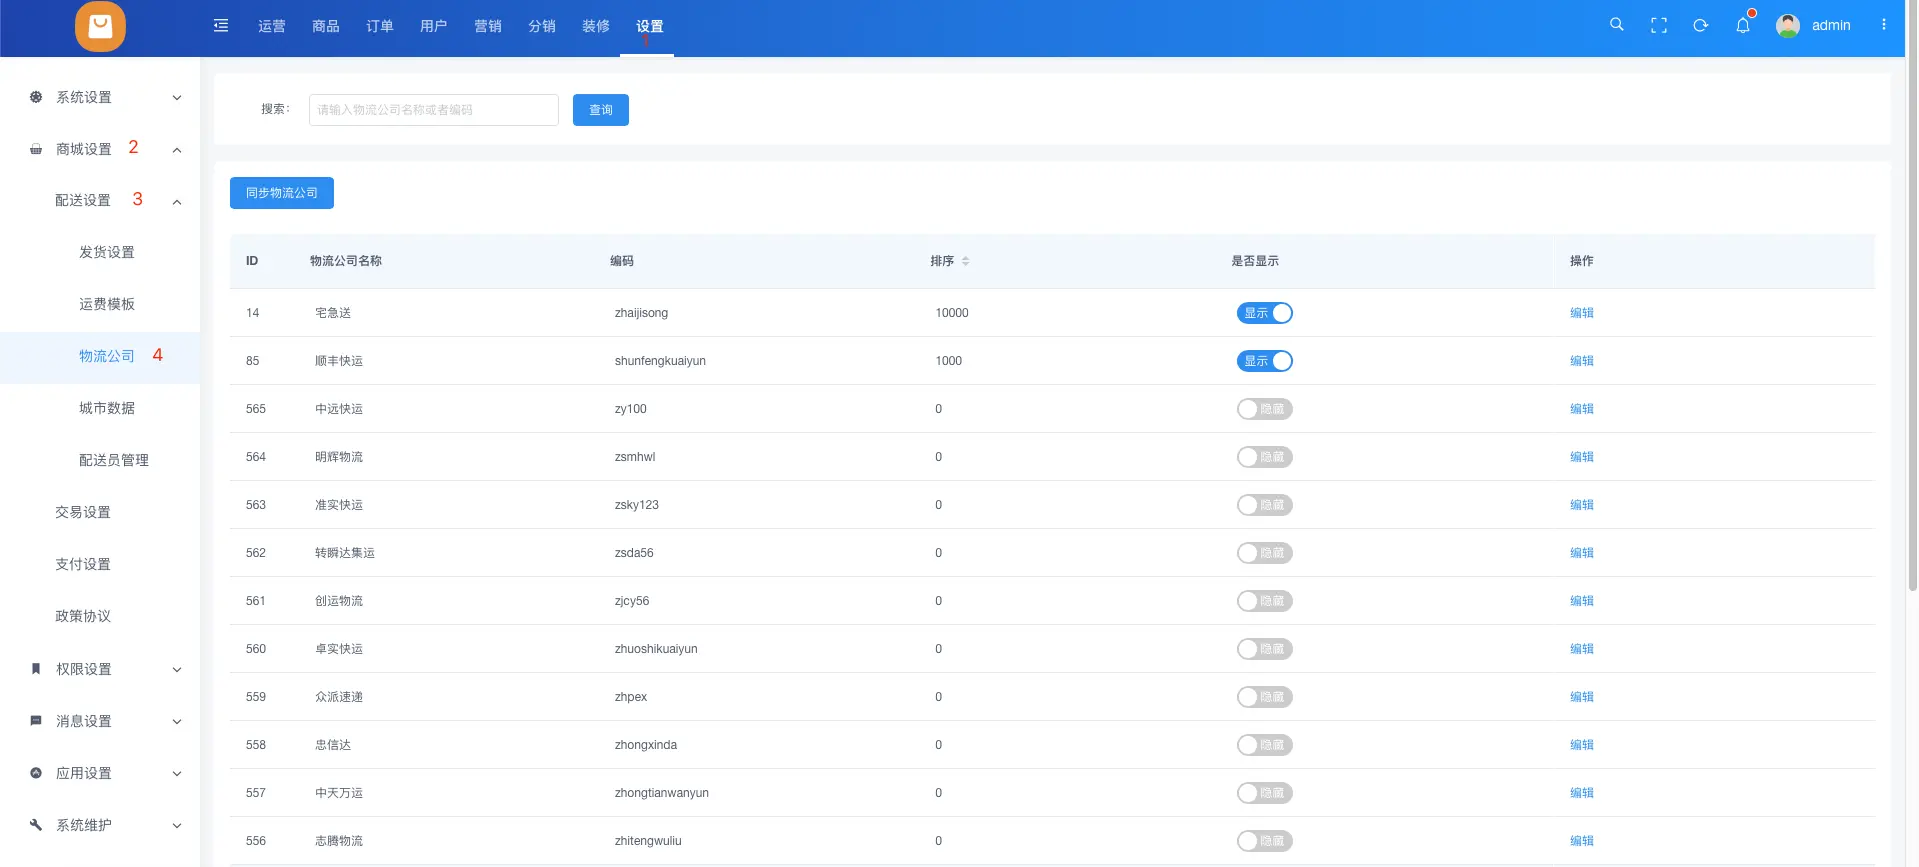 运营 商品 订单 用户 营销 分销 装修 设置 admin
1
系统设置
商城设置 2
配送设置 3
发货设置
运费模板
物流公司 4
城市数据
配送员管理
交易设置
支付设置
政策协议
权限设置
消息设置
应用设置
系统维护
搜索： 请输入物流公司名称或者编码 查询
同步物流公司
ID 物流公司名称 编码 排序 是否显示 操作
14 宅急送 zhaijisong 10000 显示 编辑
85 顺丰快运 shunfengkuaiyun 1000 显示 编辑
565 中远快运 zy100 0 隐藏 编辑
564 明辉物流 zsmhwl 0 隐藏 编辑
563 准实快运 zsky123 0 隐藏 编辑
562 转瞬达集运 zsda56 0 隐藏 编辑
561 创运物流 zjcy56 0 隐藏 编辑
560 卓实快运 zhuoshikuaiyun 0 隐藏 编辑
559 众派速递 zhpex 0 隐藏 编辑
558 忠信达 zhongxinda 0 隐藏 编辑
557 中天万运 zhongtianwanyun 0 隐藏 编辑
556 志腾物流 zhitengwuliu 0 隐藏 编辑